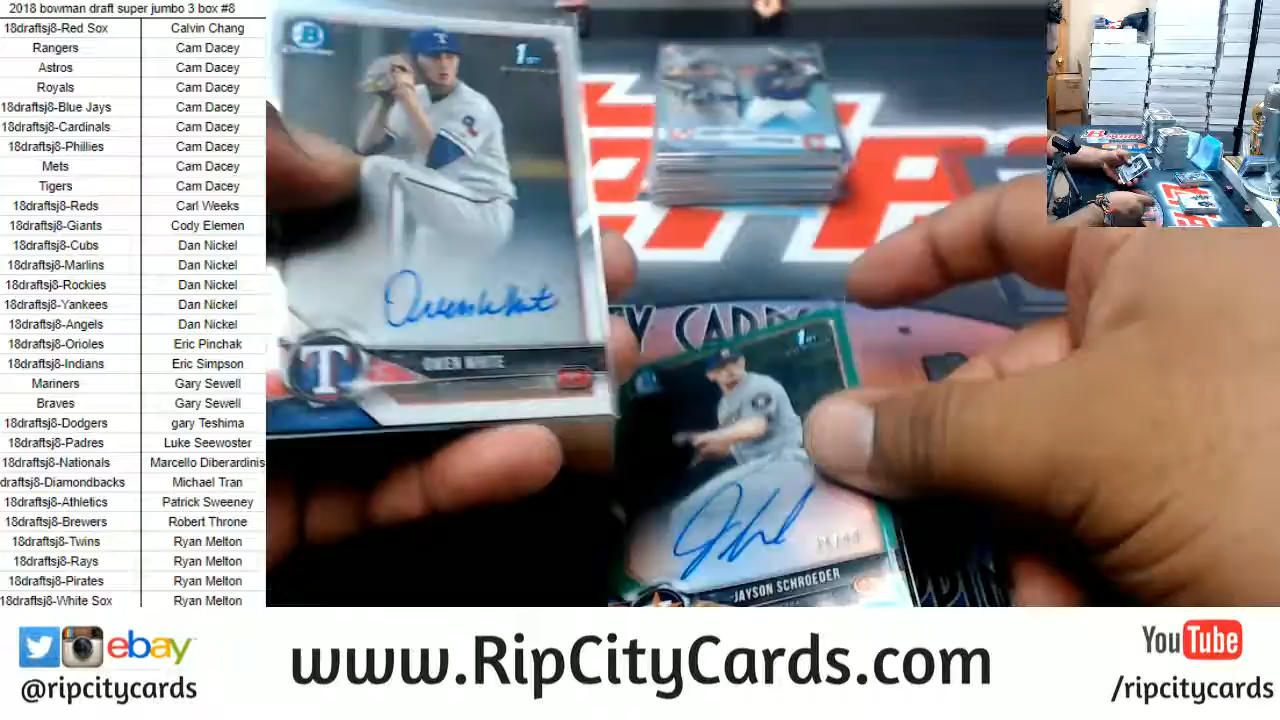 2018 bowman draft super jumbo 3 box #8
18draftsj8-Red Sox Calvin Chang
Rangers Cam Dacey
Astros Cam Dacey
Royals Cam Dacey
18draftsj8-Blue Jays Cam Dacey
18draftsj8-Cardinals Cam Dacey
18draftsj8-Phillies Cam Dacey
Mets Cam Dacey
Tigers Cam Dacey
18draftsj8-Reds Carl Weeks
18draftsj8-Giants Cody Elemen
18draftsj8-Cubs Dan Nickel
18draftsj8-Marlins Dan Nickel
18draftsj8-Rockies Dan Nickel
18draftsj8-Yankees Dan Nickel
18draftsj8-Angels Dan Nickel
18draftsj8-Orioles Eric Pinchak
18draftsj8-Indians Eric Simpson
Mariners Gary Sewell
Braves Gary Sewell
18draftsj8-Dodgers gary Teshima
18draftsj8-Padres Luke Seewoster
18draftsj8-Nationals Marcello Diberardinis
draftsj8-Diamondbacks Michael Tran
18draftsj8-Athletics Patrick Sweeney
18draftsj8-Brewers Robert Throne
18draftsj8-Twins Ryan Melton
18draftsj8-Rays Ryan Melton
18draftsj8-Pirates Ryan Melton
18draftsj8-White Sox Ryan Melton
1st
Owen White
T
OWEN WHITE
CARDS
1st
JAYSON SCHROEDER
ebay
@ripcitycards
www.RipCityCards.com
YouTube
/ripcitycards